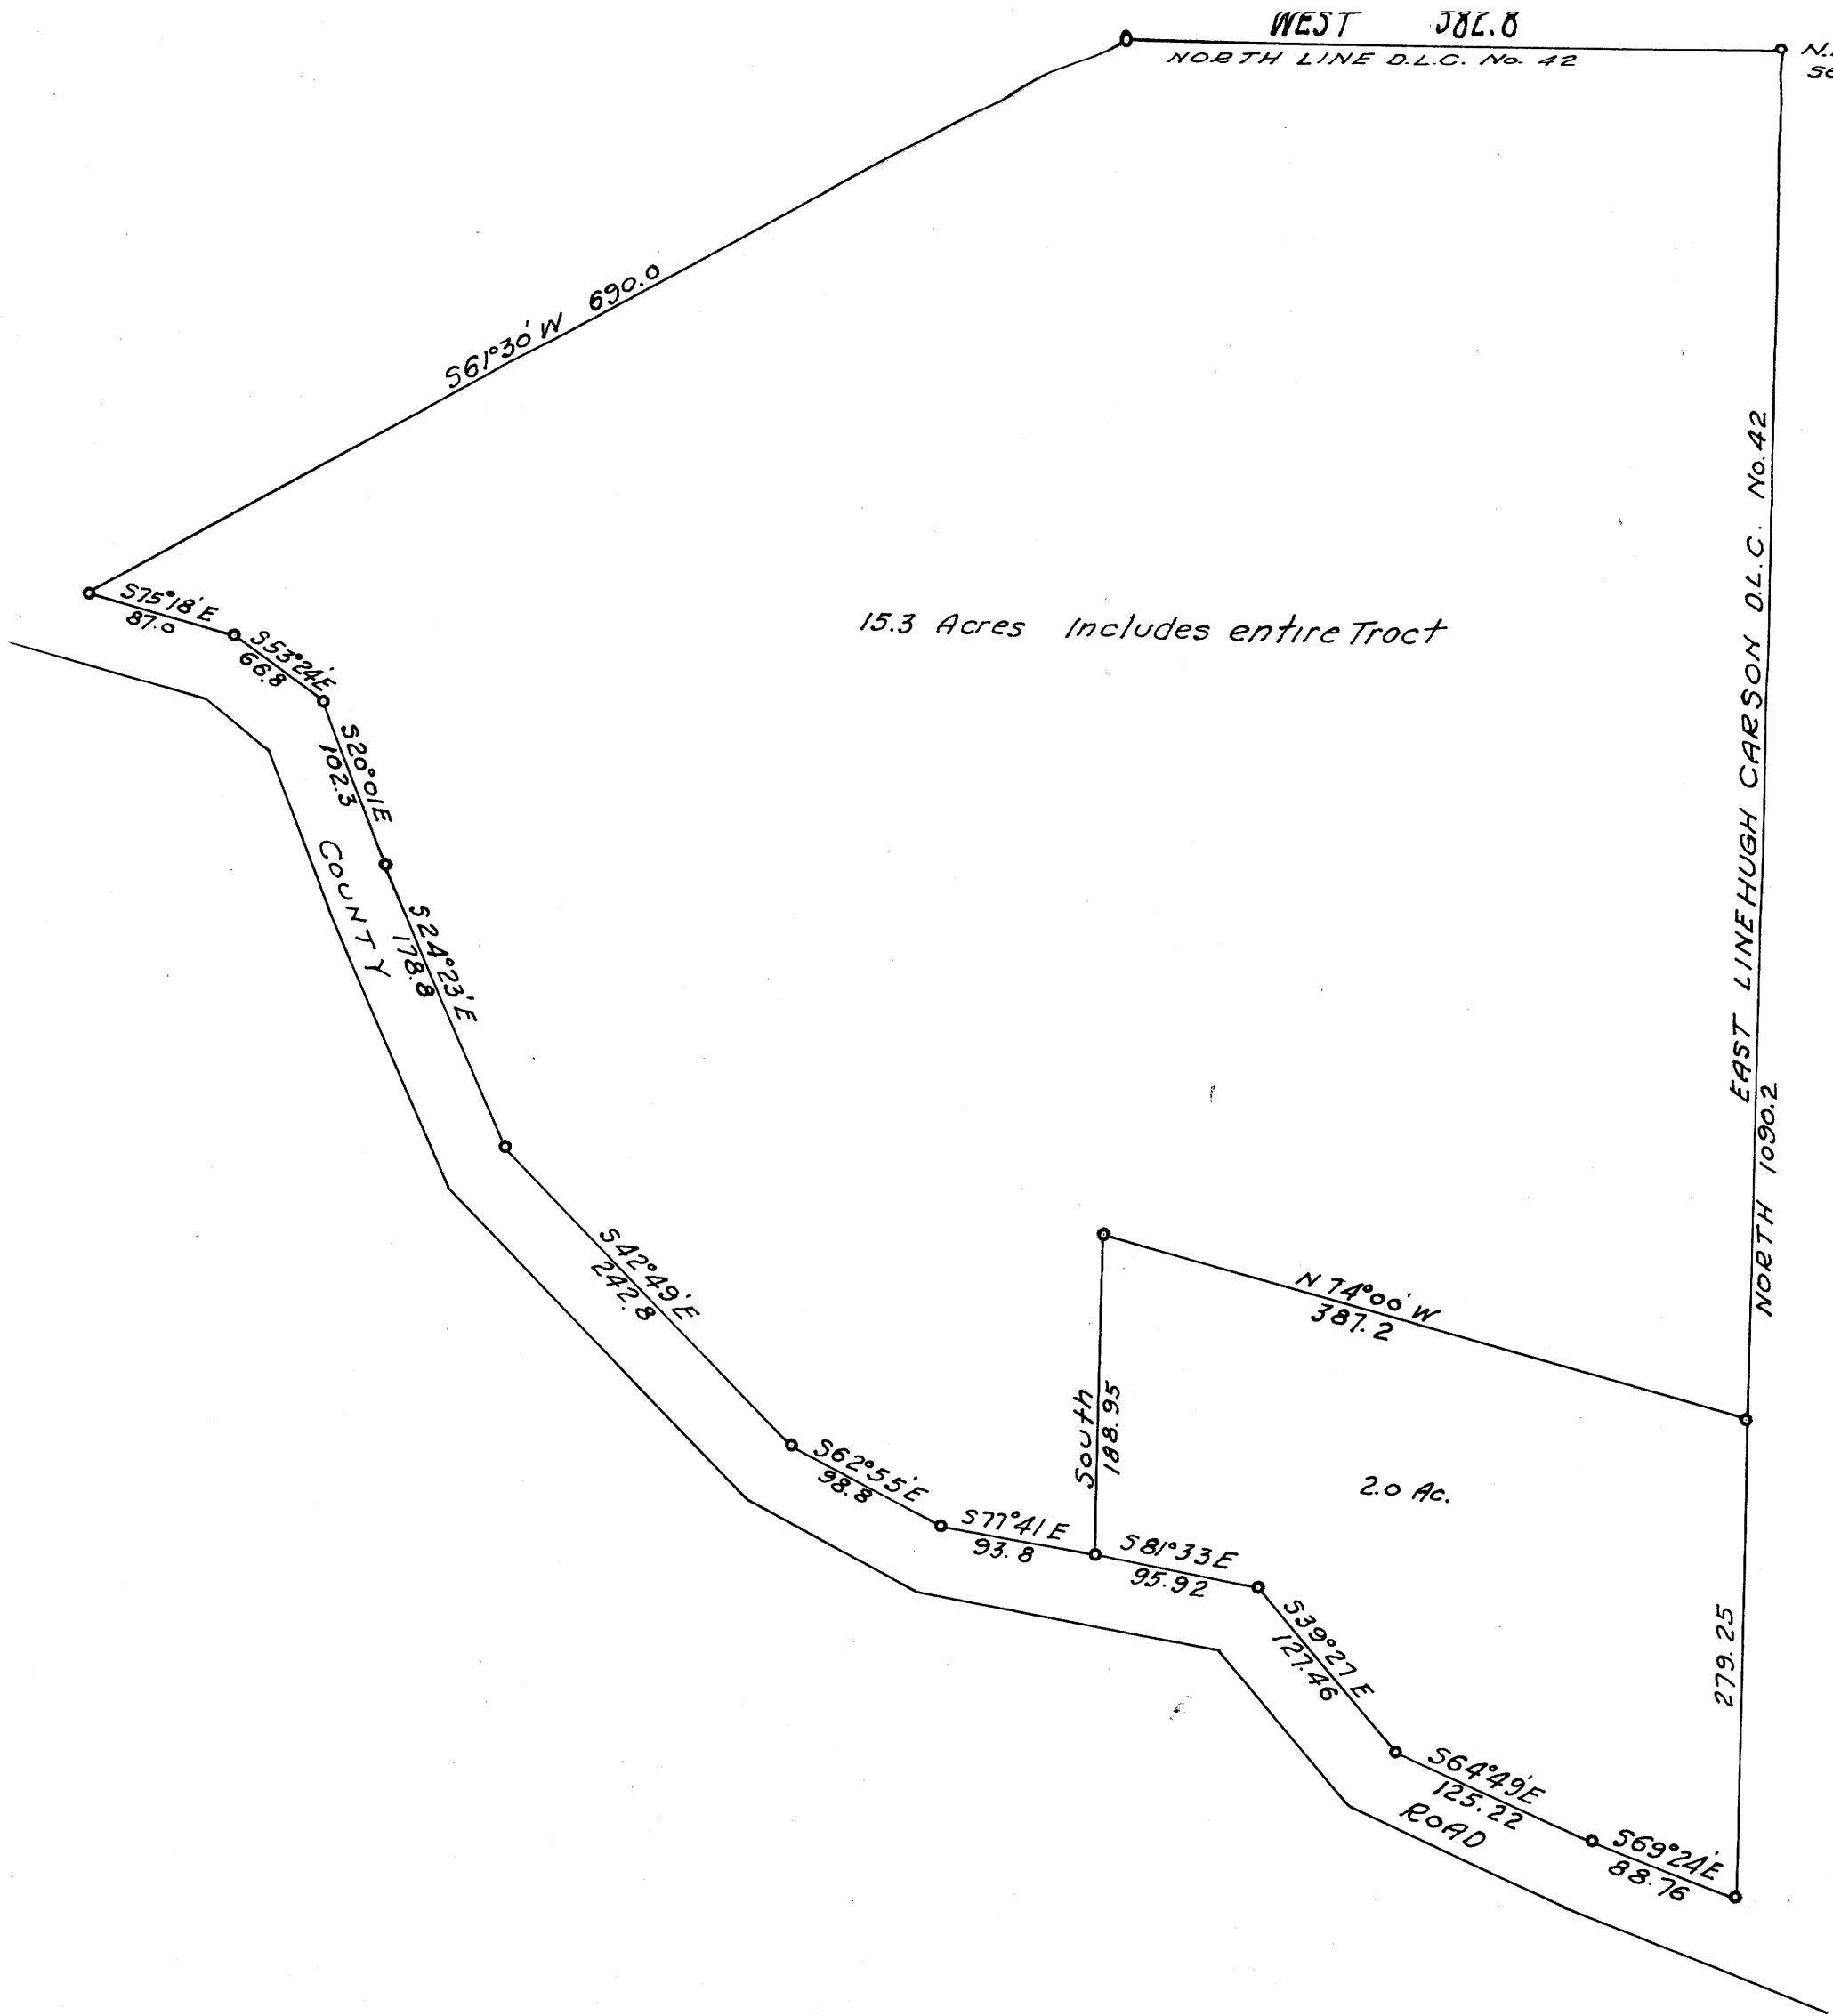 WEST 382.8
NORTH LINE D.L.C. No. 42
S61°30'W 690.0
S75°18'E
87.0
S53°24'E
66.8
S20°01E
102.3
COUNTY
S24°23'E
178.8
15.3 Acres Includes entire Tract
EAST LINE HUGH CARSON D.L.C. No. 42
NORTH 1090.2
S42°49'E
242.8
N 74°00' W
387.2
South
188.95
S62°55'E
98.8
S77°41 E
93.8
2.0 Ac.
S81°33E
95.92
S39°27 E
127.46
279.25
S64°49'E
125.22
ROAD
S69°24'E
88.76